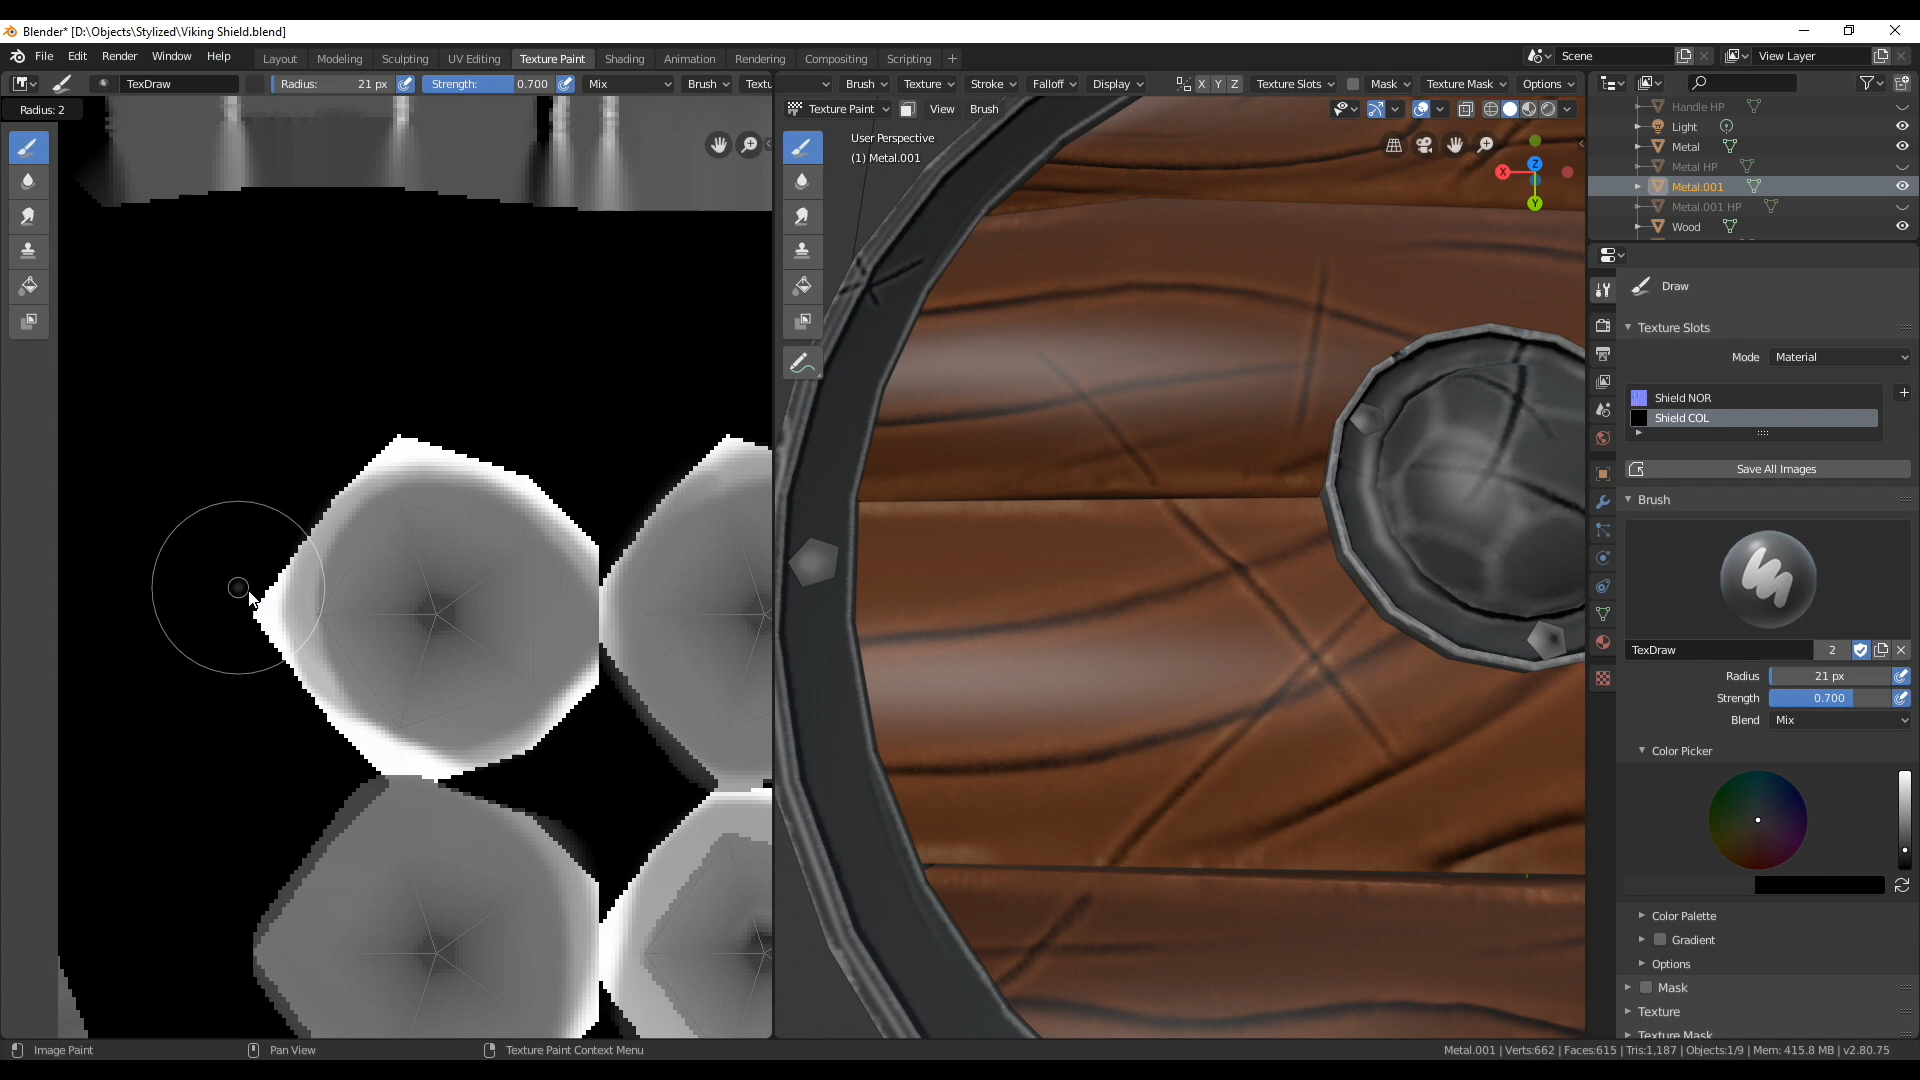 Blender* [D:\Objects\Stylized\Viking Shield.blend]
File Edit Render Window Help Layout Modeling Sculpting UV Editing Texture Paint Shading Animation Rendering Compositing Scripting + Scene View Layer
TexDraw Radius: 21 px Strength: 0.700 Mix Brush Textu Brush Texture Stroke Falloff Display X Y Z Texture Slots Mask Texture Mask Options
Radius: 2 Texture Paint View Brush
User Perspective
(1) Metal.001
X
Z
Y
Handle HP
Light
Metal
Metal HP
Metal.001
Metal.001 HP
Wood
Draw
Texture Slots
Mode Material
Shield NOR
Shield COL
Save All Images
Brush
TexDraw 2
Radius 21 px
Strength 0.700
Blend Mix
Color Picker
Color Palette
Gradient
Options
Mask
Texture
Texture Mask
Image Paint Pan View Texture Paint Context Menu Metal.001 | Verts:662 | Faces:615 | Tris:1,187 | Objects:1/9 | Mem: 415.8 MB | v2.80.75